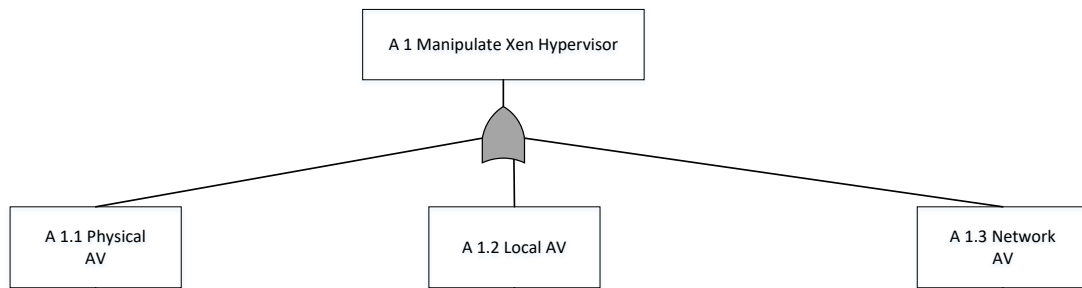 A 1 Manipulate Xen Hypervisor
A 1.1 Physical
AV
A 1.2 Local AV
A 1.3 Network
AV